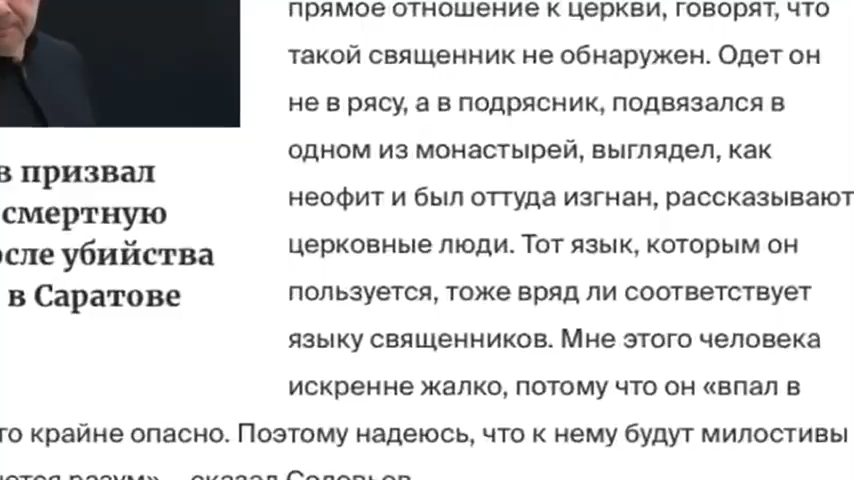 прямое отношение к церкви, говорят, что
такой священник не обнаружен. Одет он
не в рясу, а в подрясник, подвязался в
одном из монастырей, выглядел, как
неофит и был оттуда изгнан, рассказывают
церковные люди. Тот язык, которым он
пользуется, тоже вряд ли соответствует
языку священников. Мне этого человека
искренне жалко, потому что он «впал в
крайне опасно. Поэтому надеюсь, что к нему будут милостивы
разум» – сказал Соловьев
в призвал
смертную
убийства
в Саратове